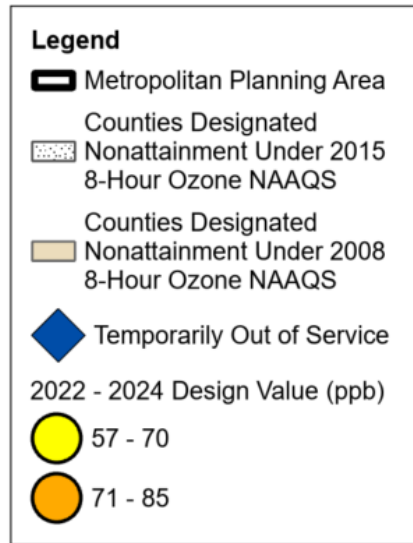 Legend
Metropolitan Planning Area
Counties Designated
Nonattainment Under 2015
8-Hour Ozone NAAQS
Counties Designated
Nonattainment Under 2008
8-Hour Ozone NAAQS
Temporarily Out of Service
2022 - 2024 Design Value (ppb)
57 - 70
71 - 85